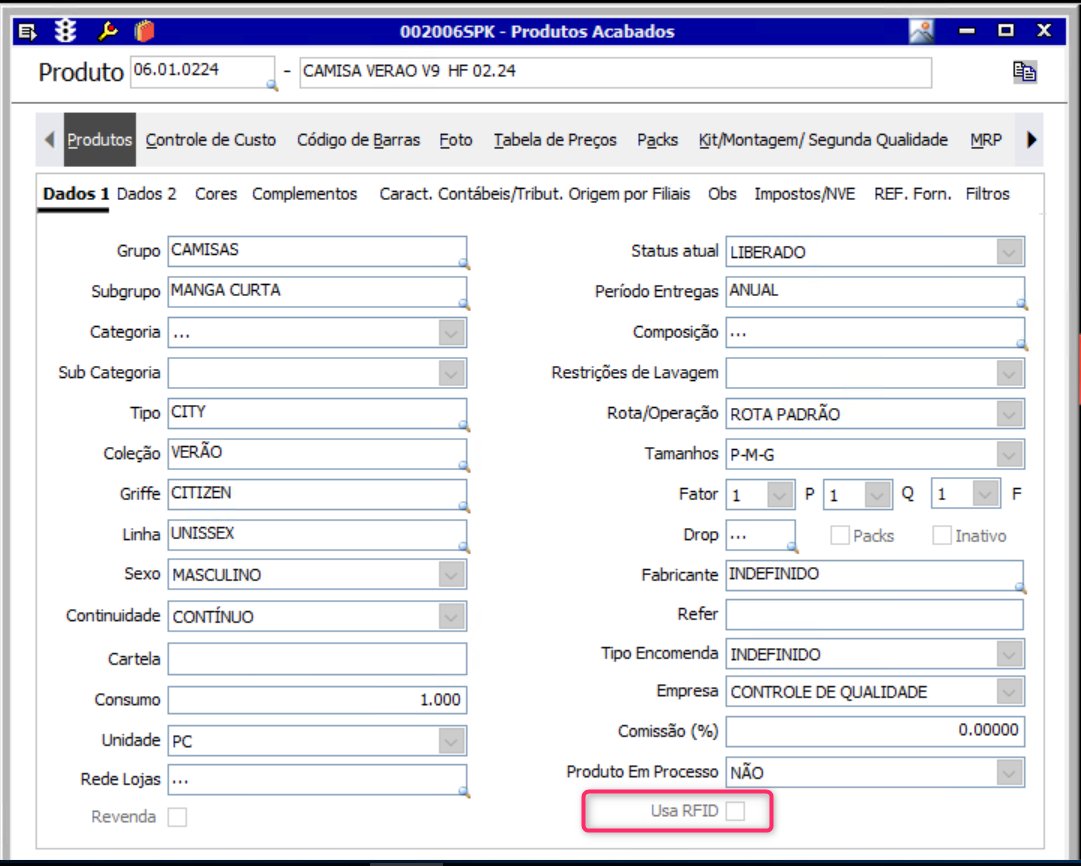 002006SPK - Produtos Acabados
Produto 06.01.0224 - CAMISA VERAO V9 HF 02.24
Produtos Controle de Custo Código de Barras Foto Tabela de Preços Packs Kit/Montagem/ Segunda Qualidade MRP
Dados 1 Dados 2 Cores Complementos Caract. Contábeis/Tribut. Origem por Filiais Obs Impostos/NVE REF. Forn. Filtros
Grupo CAMISAS Status atual LIBERADO
Subgrupo MANGA CURTA Período Entregas ANUAL
Categoria ... Composição ...
Sub Categoria Restrições de Lavagem
Tipo CITY Rota/Operação ROTA PADRÃO
Coleção VERÃO Tamanhos P-M-G
Griffe CITIZEN Fator 1 P 1 Q 1 F
Linha UNISSEX Drop ... Packs Inativo
Sexo MASCULINO Fabricante INDEFINIDO
Continuidade CONTÍNUO Refer
Cartela Tipo Encomenda INDEFINIDO
Consumo 1.000 Empresa CONTROLE DE QUALIDADE
Unidade PC Comissão (%) 0.00000
Rede Lojas ... Produto Em Processo NÃO
Revenda Usa RFID